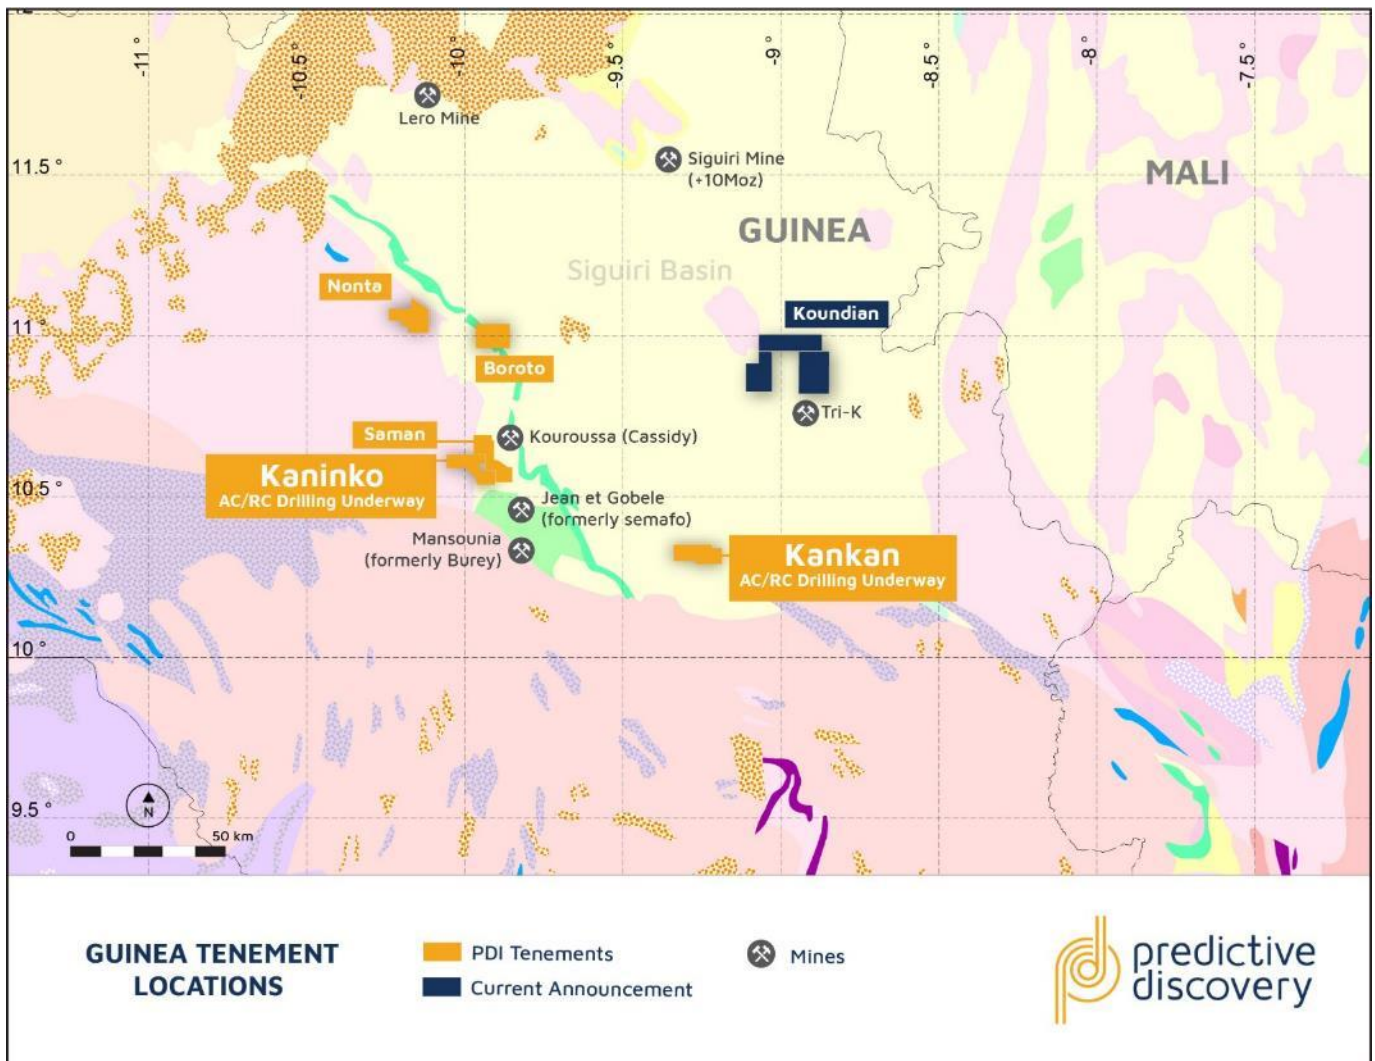 12
-11 °
-10.5 °
-10 °
-9.5 °
-9 °
-8.5 °
-8 °
-7.5 °
Lero Mine
11.5 °
Siguiri Mine
(+10Moz)
MALI
GUINEA
Siguiri Basin
Nonta
Koundian
11 °
Boroto
Tri-K
Saman
Kouroussa (Cassidy)
Kaninko
AC/RC Drilling Underway
10.5 °
Jean et Gobele
(formerly semafo)
Mansounia
(formerly Burey)
Kankan
AC/RC Drilling Underway
10 °
9.5 °
N
0
50 km
GUINEA TENEMENT
LOCATIONS
PDI Tenements
Current Announcement
Mines
predictive
discovery